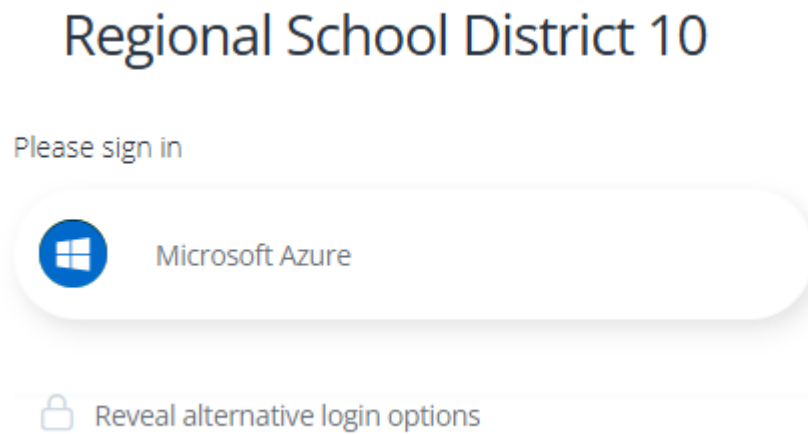 Regional School District 10
Please sign in
Microsoft Azure
Reveal alternative login options